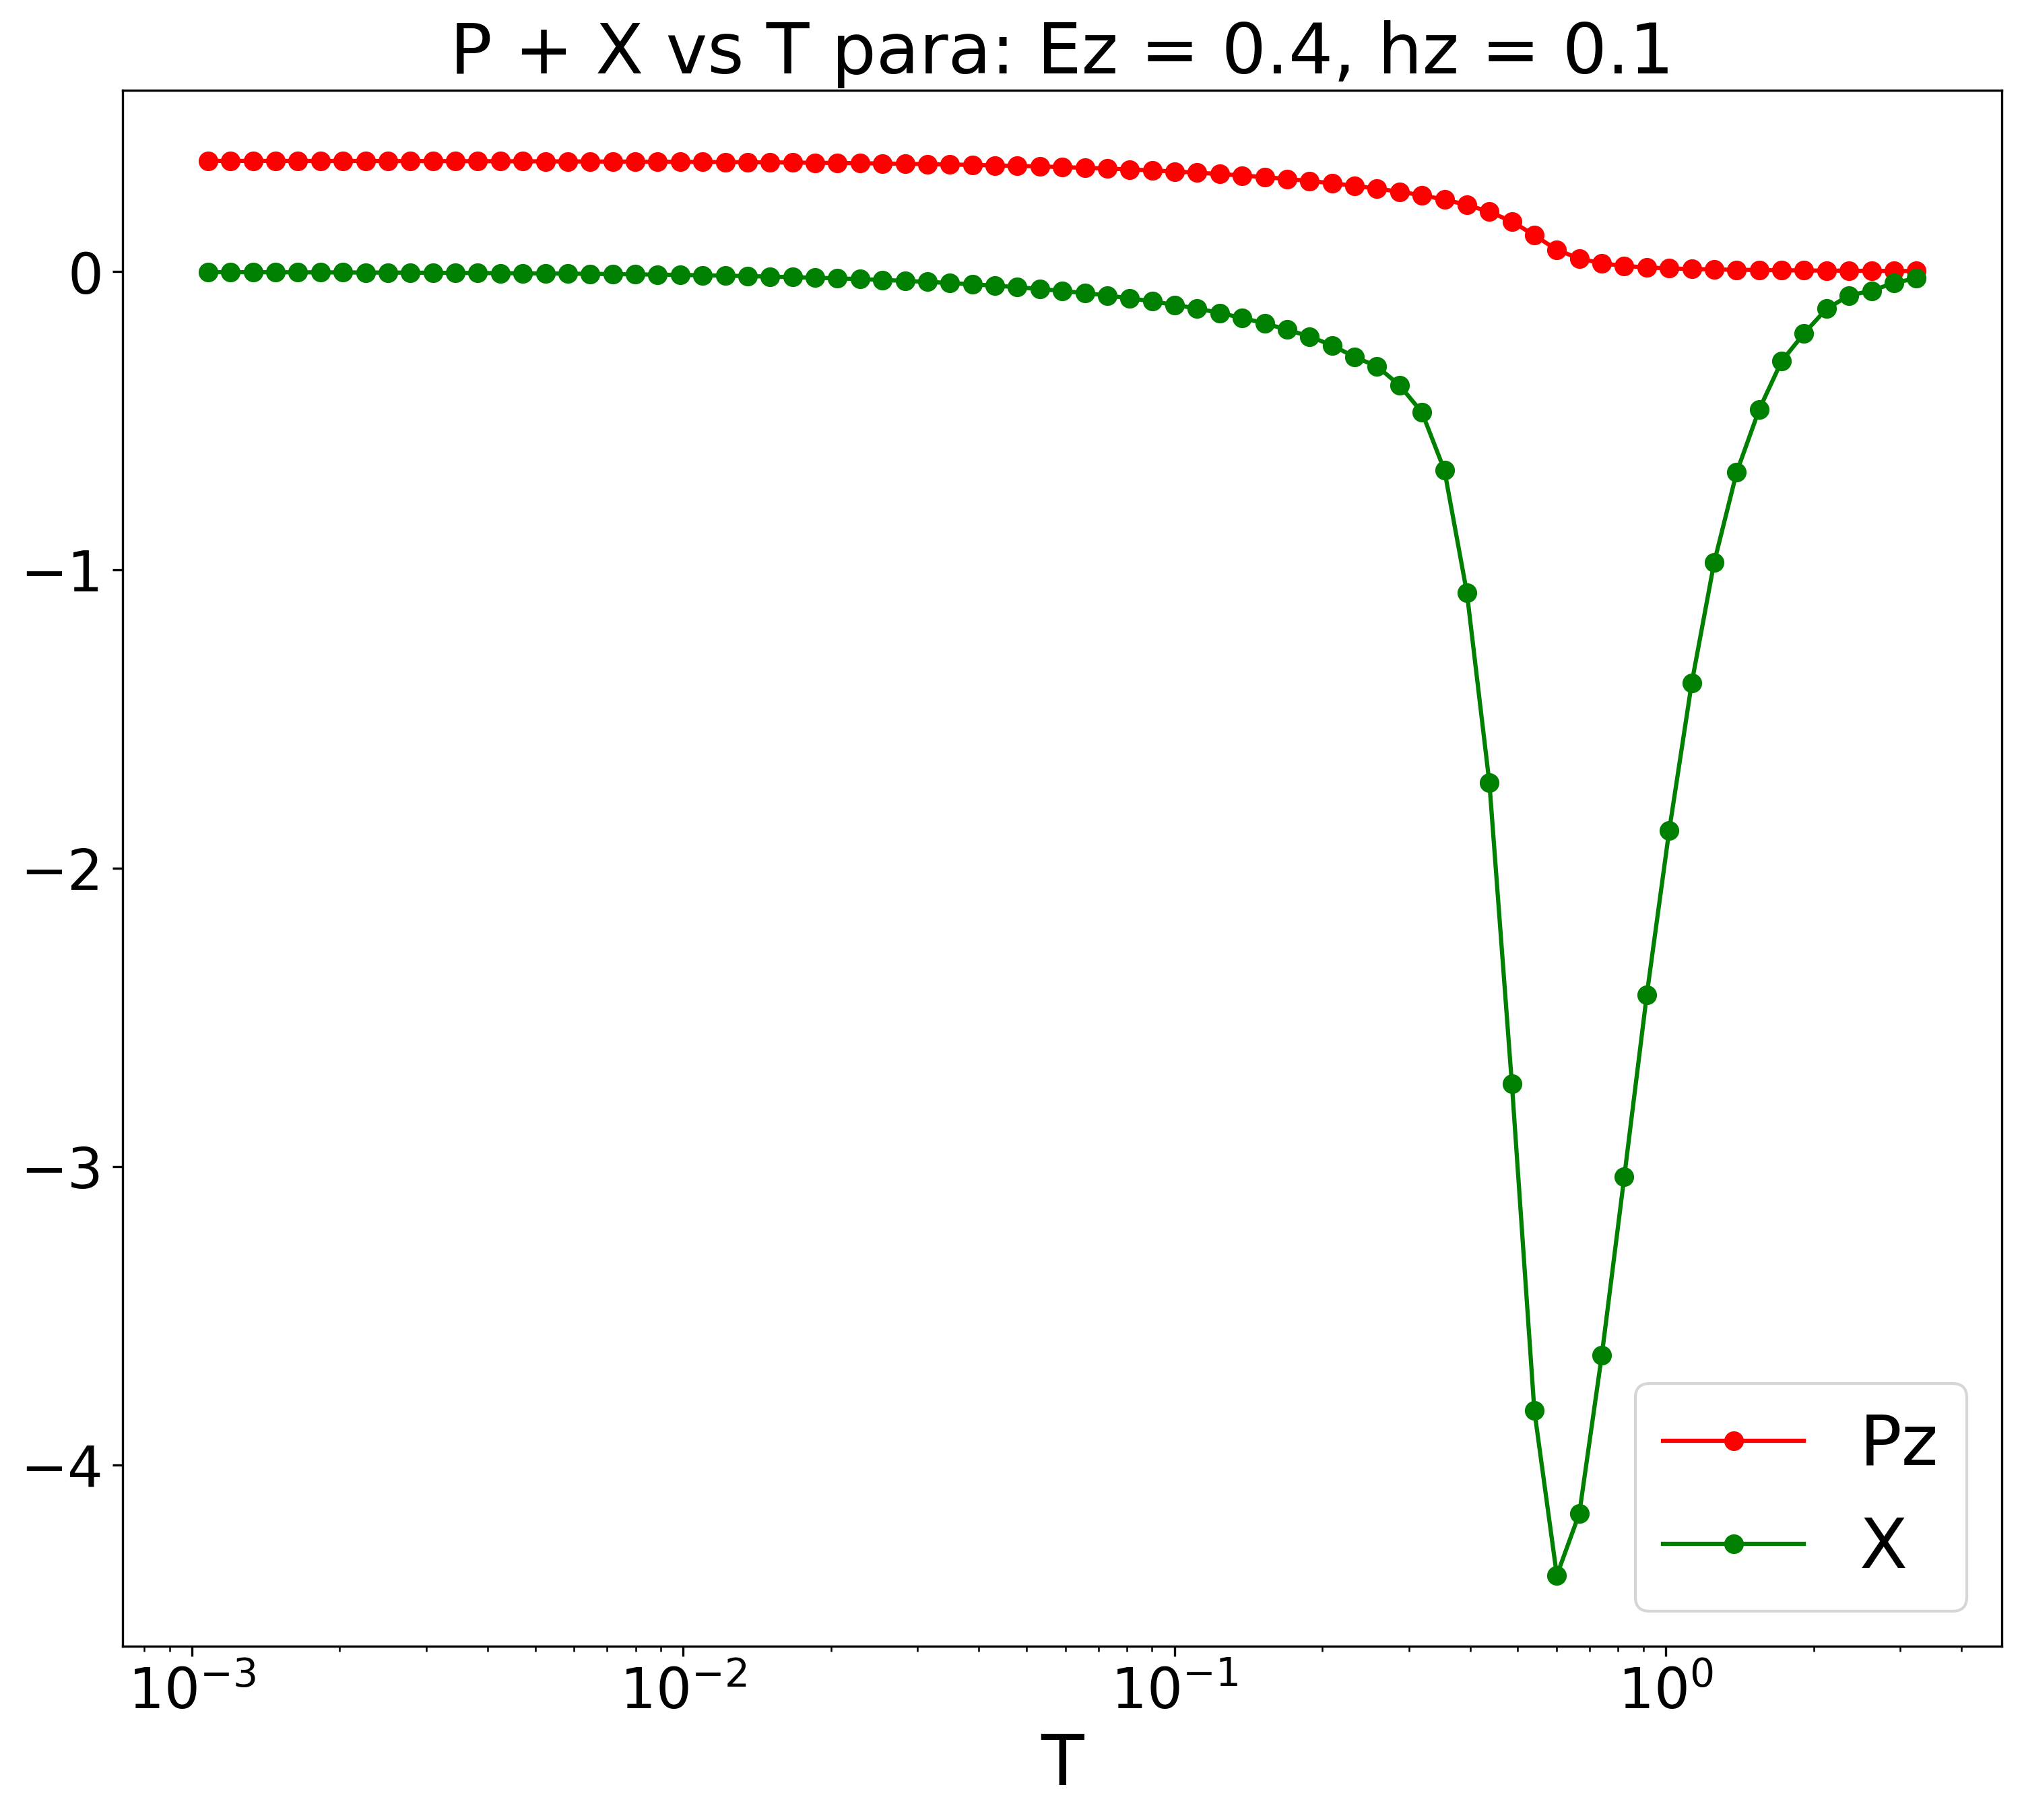 P + X vs T para: Ez = 0.4, hz = 0.1
0
−1
−2
−3
−4
Pz
X
10⁻³ 10⁻² 10⁻¹ 10⁰
T